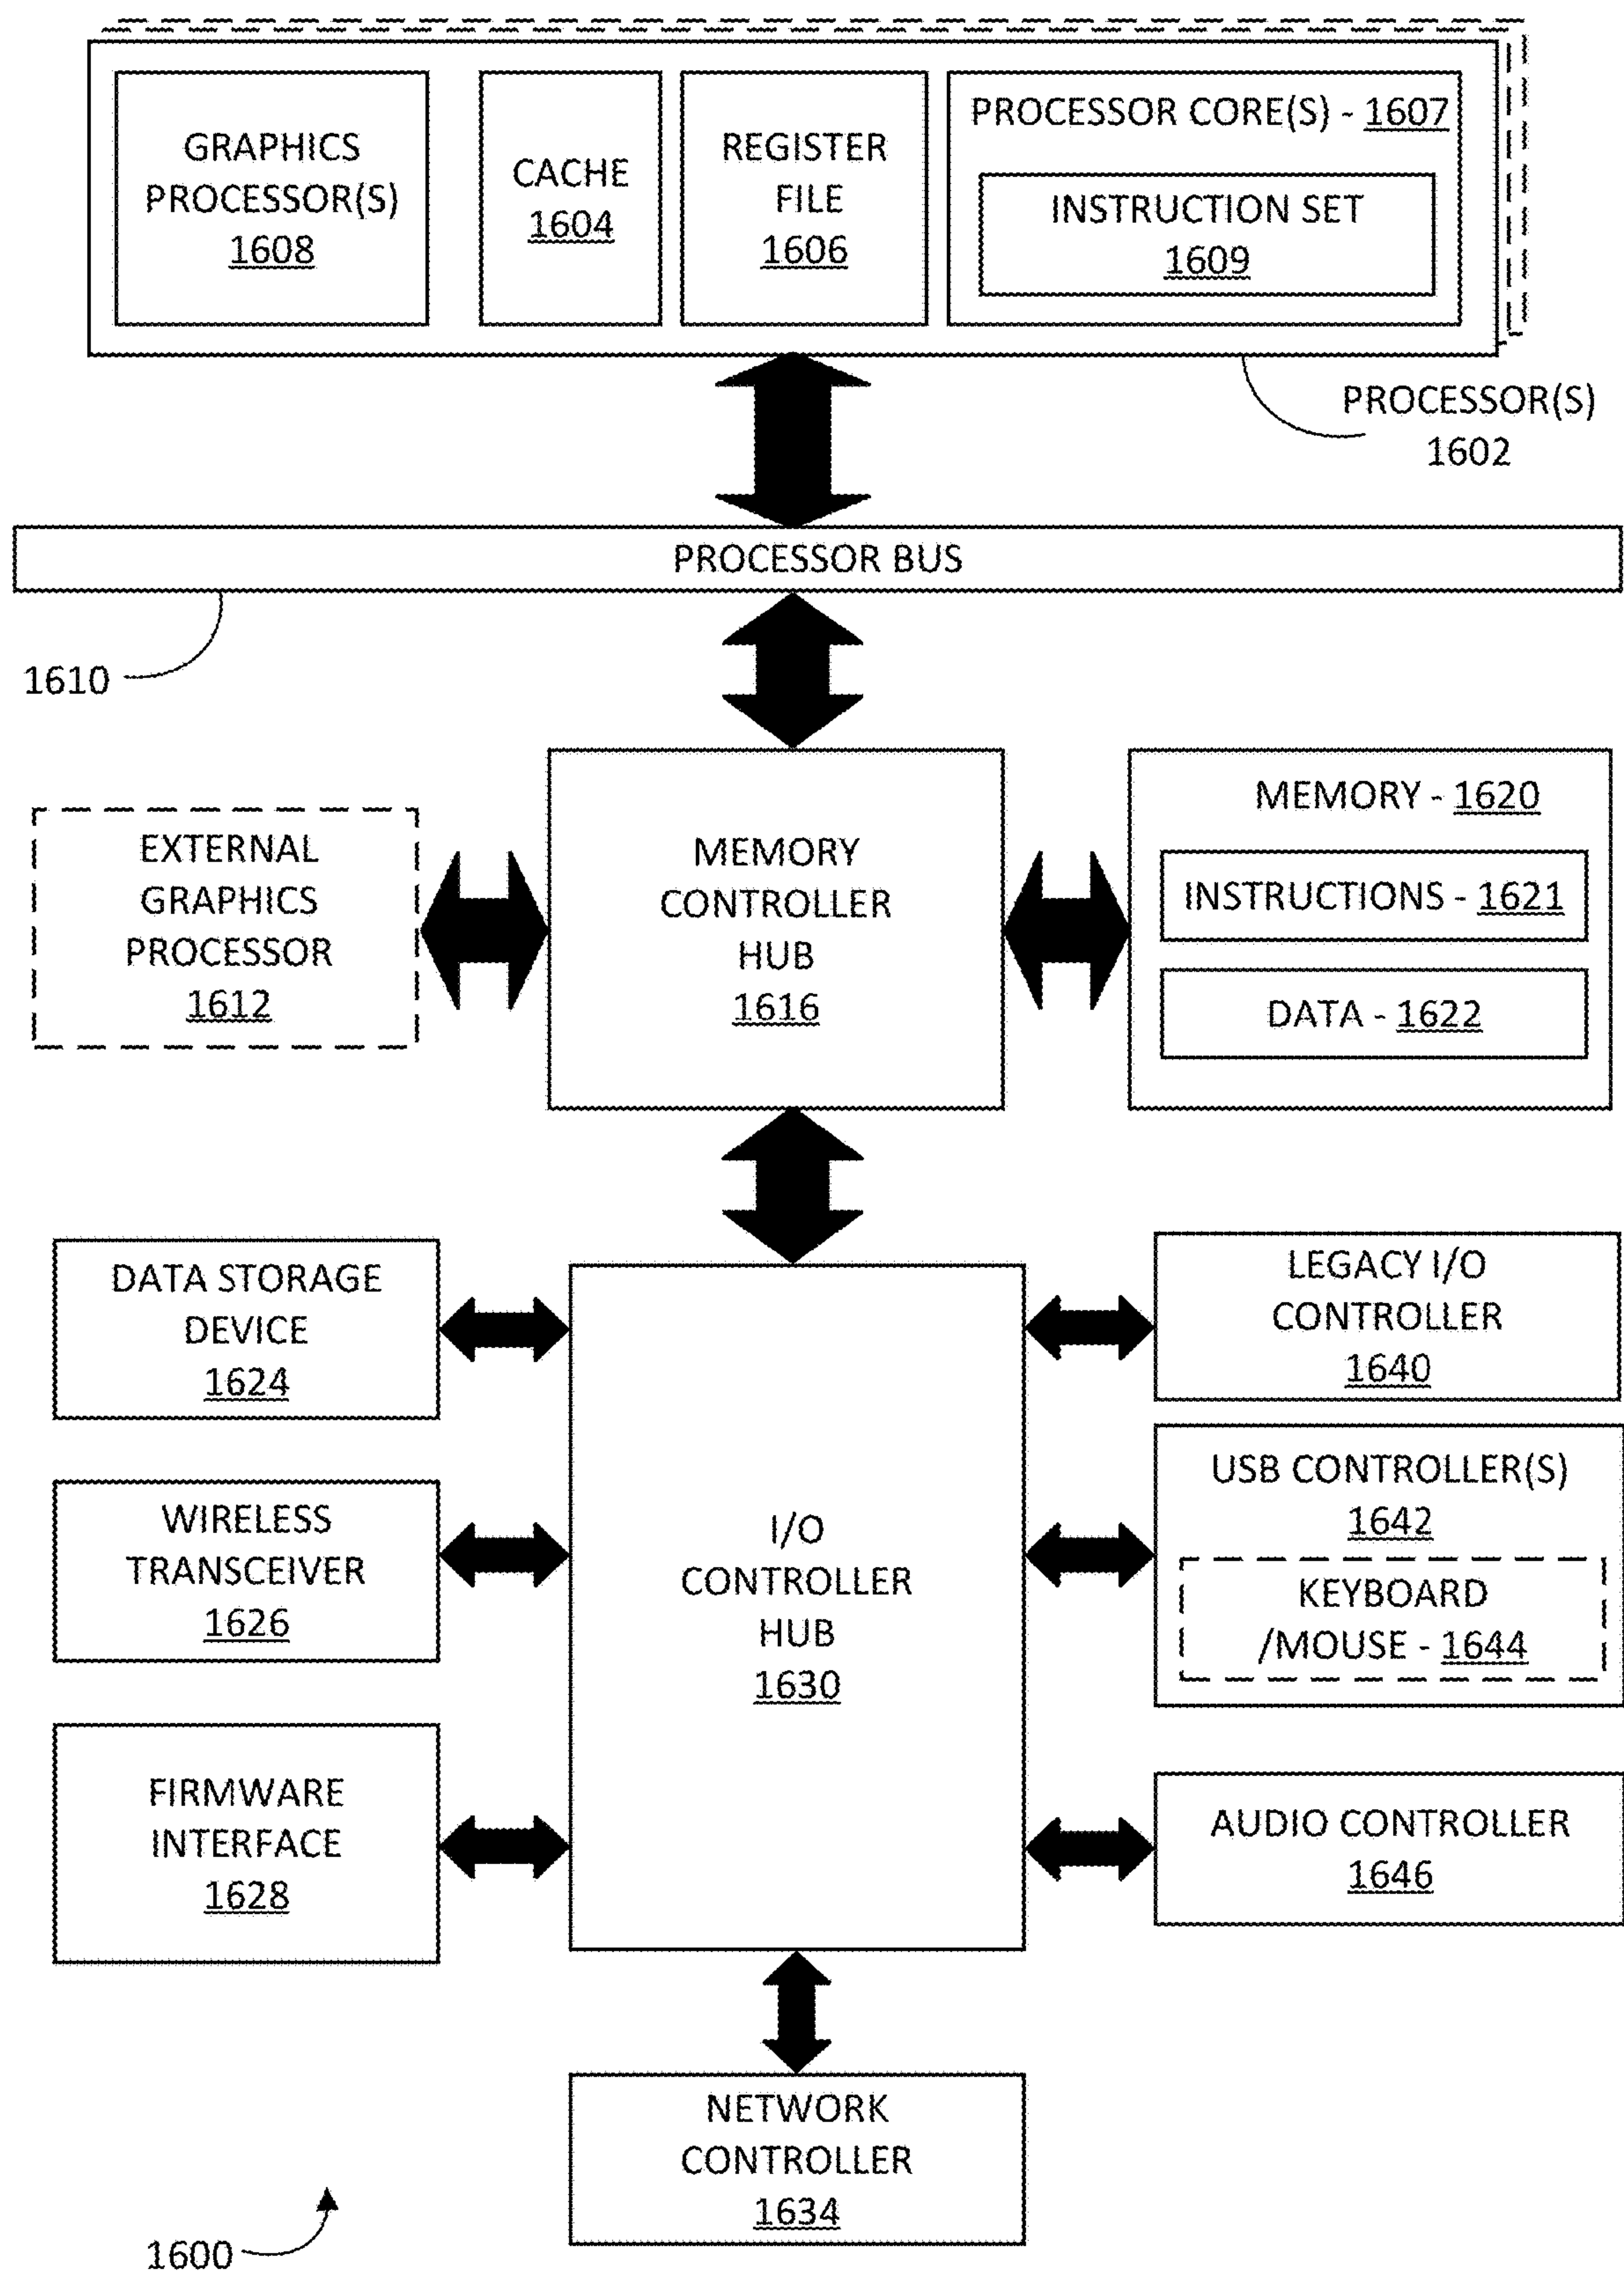 GRAPHICS
PROCESSOR(S)
1608
CACHE
1604
REGISTER
FILE
1606
PROCESSOR CORE(S) - 1607
INSTRUCTION SET
1609
PROCESSOR(S)
1602
PROCESSOR BUS
1610
EXTERNAL
GRAPHICS
PROCESSOR
1612
MEMORY
CONTROLLER
HUB
1616
MEMORY - 1620
INSTRUCTIONS - 1621
DATA - 1622
DATA STORAGE
DEVICE
1624
WIRELESS
TRANSCEIVER
1626
FIRMWARE
INTERFACE
1628
I/O
CONTROLLER
HUB
1630
LEGACY I/O
CONTROLLER
1640
USB CONTROLLER(S)
1642
KEYBOARD
/MOUSE - 1644
AUDIO CONTROLLER
1646
NETWORK
CONTROLLER
1634
1600